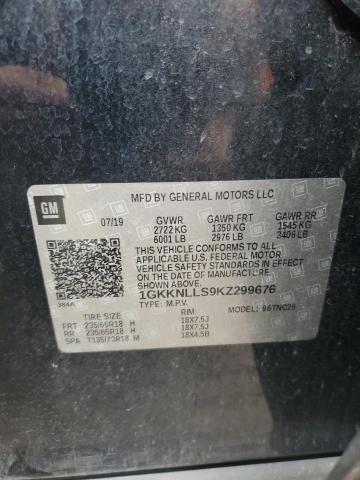 GM
MFD BY GENERAL MOTORS LLC
07/19 GVWR GAWR FRT GAWR RR
2722 KG 1350 KG 1545 KG
6001 LB 2976 LB 3406 LB
THIS VEHICLE CONFORMS TO ALL
APPLICABLE U.S. FEDERAL MOTOR
VEHICLE SAFETY STANDARDS
IN EFFECT ON THE
DATE OF MANUFACTURE
384A 1GKKNLLS9KZ299676
TYPE: M.P.V. MODEL:
TIRE SIZE RIM
FRT 235/65R18 H 18X7.5J
RR 235/65R18 H 18X7.5J
SPA T135/70R18 M 18X4.5B